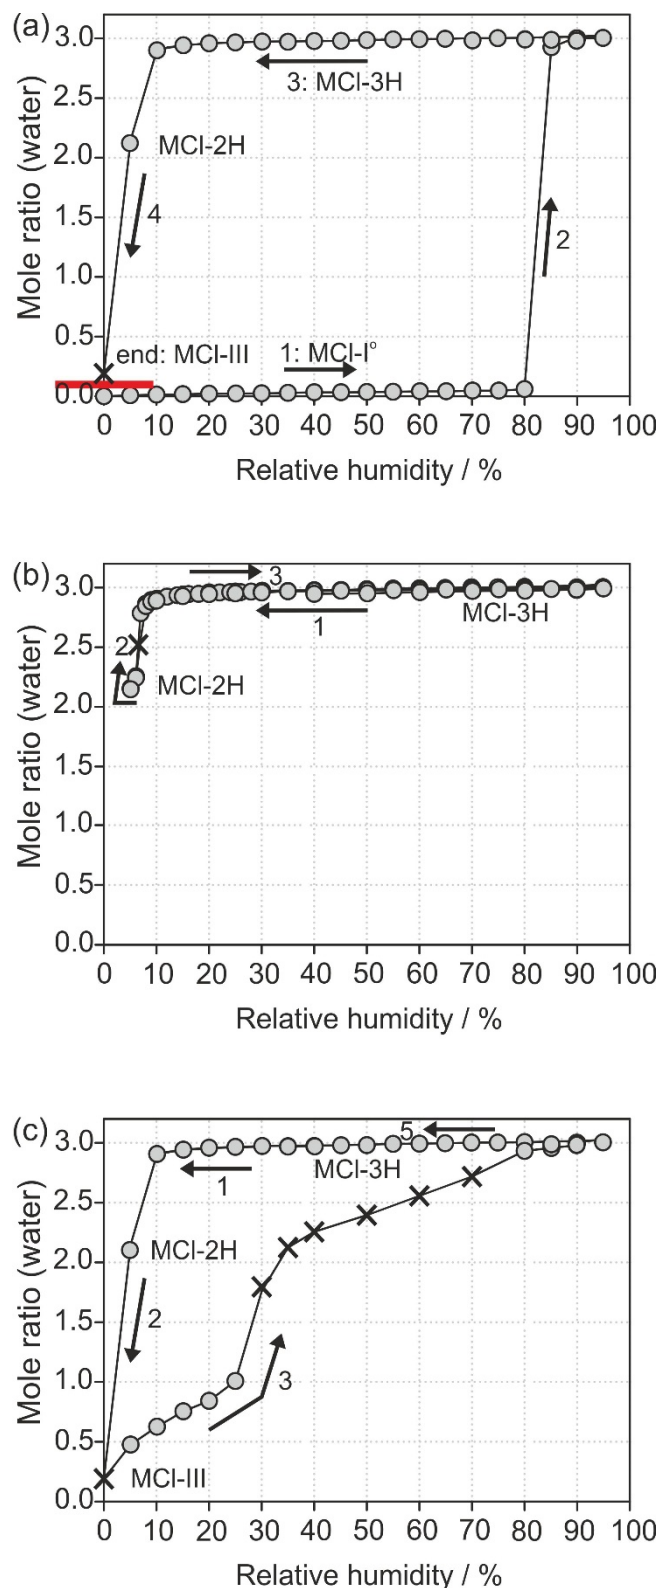 (a)
Mole ratio (water)
3.0
2.5
2.0
1.5
1.0
0.5
0.0
3: MCl-3H
MCl-2H
4
2
end: MCl-III
1: MCl-I°
0 10 20 30 40 50 60 70 80 90 100
Relative humidity / %
(b)
Mole ratio (water)
3.0
2.5
2.0
1.5
1.0
0.5
0.0
3
1
MCl-3H
2
MCl-2H
0 10 20 30 40 50 60 70 80 90 100
Relative humidity / %
(c)
Mole ratio (water)
3.0
2.5
2.0
1.5
1.0
0.5
0.0
5
MCl-3H
1
MCl-2H
2
3
MCl-III
0 10 20 30 40 50 60 70 80 90 100
Relative humidity / %